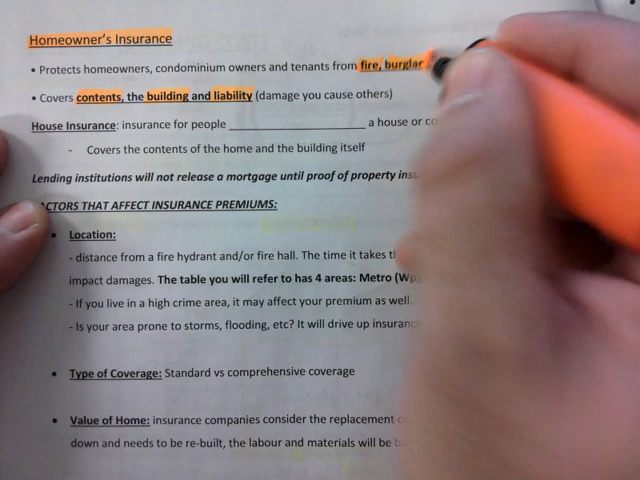 Homeowner's Insurance
• Protects homeowners, condominium owners and tenants from fire, burglar
• Covers contents, the building and liability (damage you cause others)
House Insurance: insurance for people ____________________ a house or
- Covers the contents of the home and the building itself
Lending institutions will not release a mortgage until proof of property
ACTORS THAT AFFECT INSURANCE PREMIUMS:
• Location:
- distance from a fire hydrant and/or fire hall. The time it takes
impact damages. The table you will refer to has 4 areas: Metro (Wp
- If you live in a high crime area, it may affect your premium as well.
- Is your area prone to storms, flooding, etc? It will drive up insuranc
• Type of Coverage: Standard vs comprehensive coverage
• Value of Home: insurance companies consider the replacement
down and needs to be re-built, the labour and materials will be